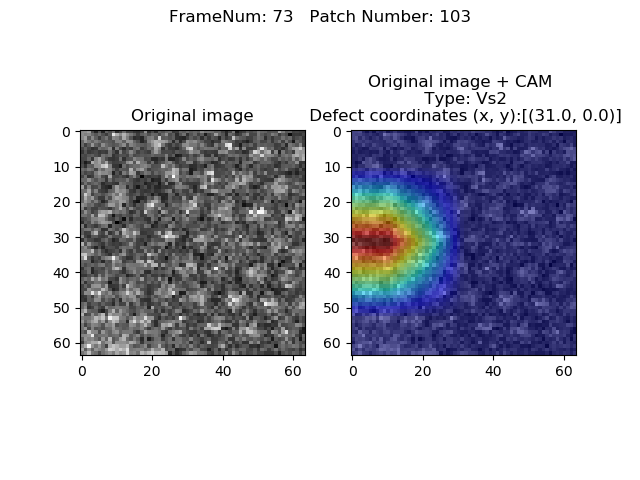 FrameNum: 73   Patch Number: 103
Original image
Original image + CAM
Type: Vs2
Defect coordinates (x, y):[(31.0, 0.0)]
0
10
20
30
40
50
60
0 20 40 60
0
10
20
30
40
50
60
0 20 40 60